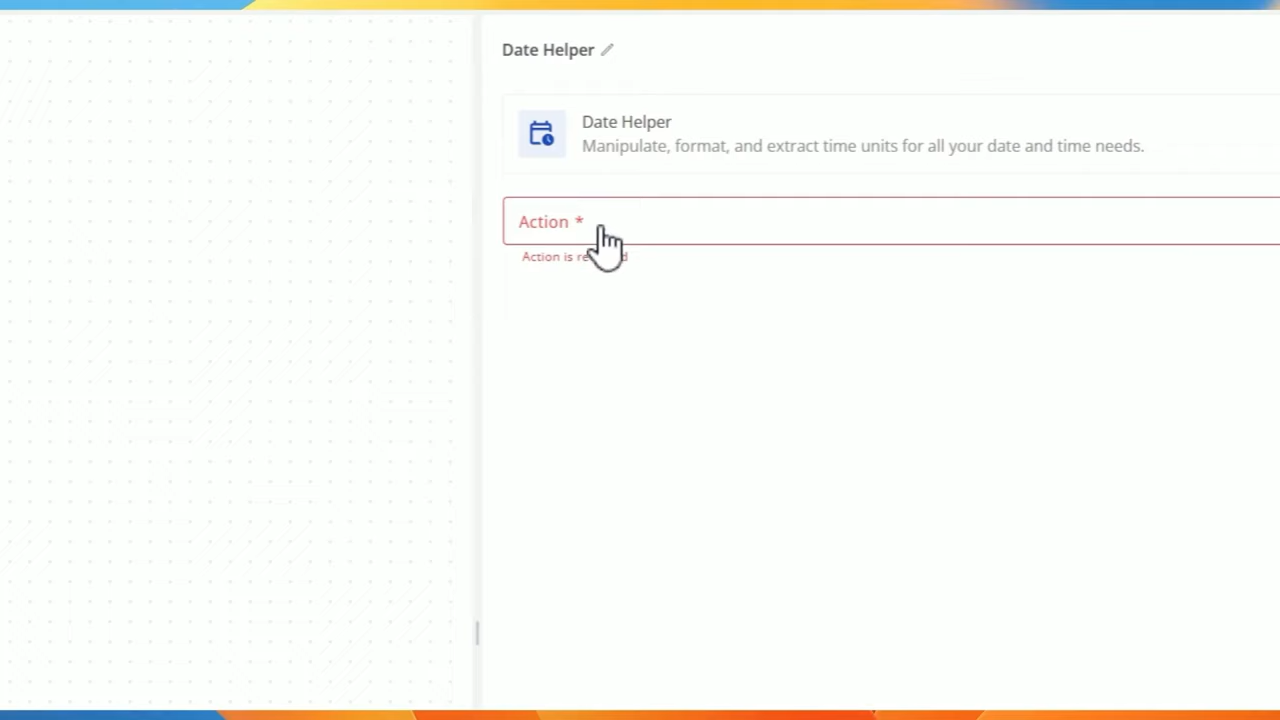 Date Helper
Date Helper
Manipulate, format, and extract time units for all your date and time needs.
Action *
Action is